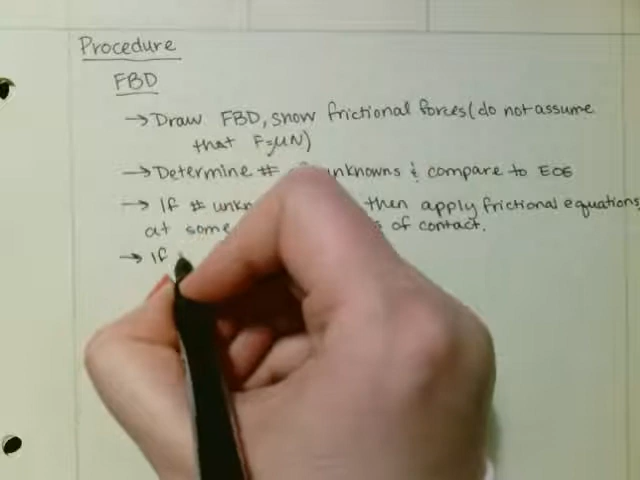 Procedure
FBD
→ Draw FBD, show frictional forces (do not assume
that F=μN)
→ Determine # unknowns & compare to EOE
→ If # then apply frictional equations
at some of contact.
→ If